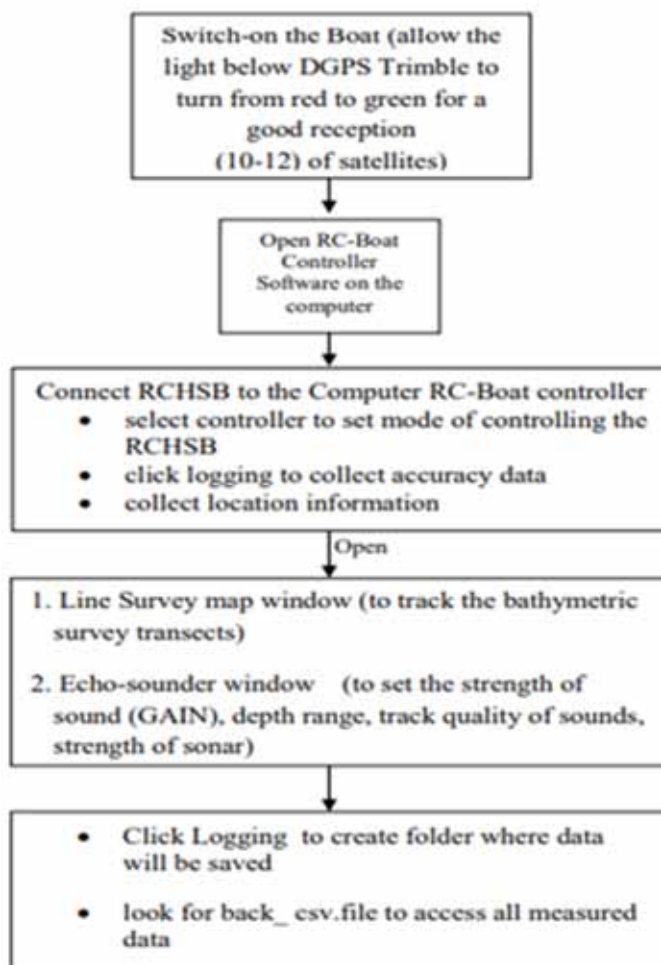 Switch-on the Boat (allow the
light below DGPS Trimble to
turn from red to green for a
good reception
(10-12) of satellites)
Open RC-Boat
Controller
Software on the
computer
Connect RCHSB to the Computer RC-Boat controller
• select controller to set mode of controlling the
RCHSB
• click logging to collect accuracy data
• collect location information
Open
1. Line Survey map window (to track the bathymetric
survey transects)
2. Echo-sounder window (to set the strength of
sound (GAIN), depth range, track quality of sounds,
strength of sonar)
• Click Logging to create folder where data
will be saved
• look for back_ csv.file to access all measured
data